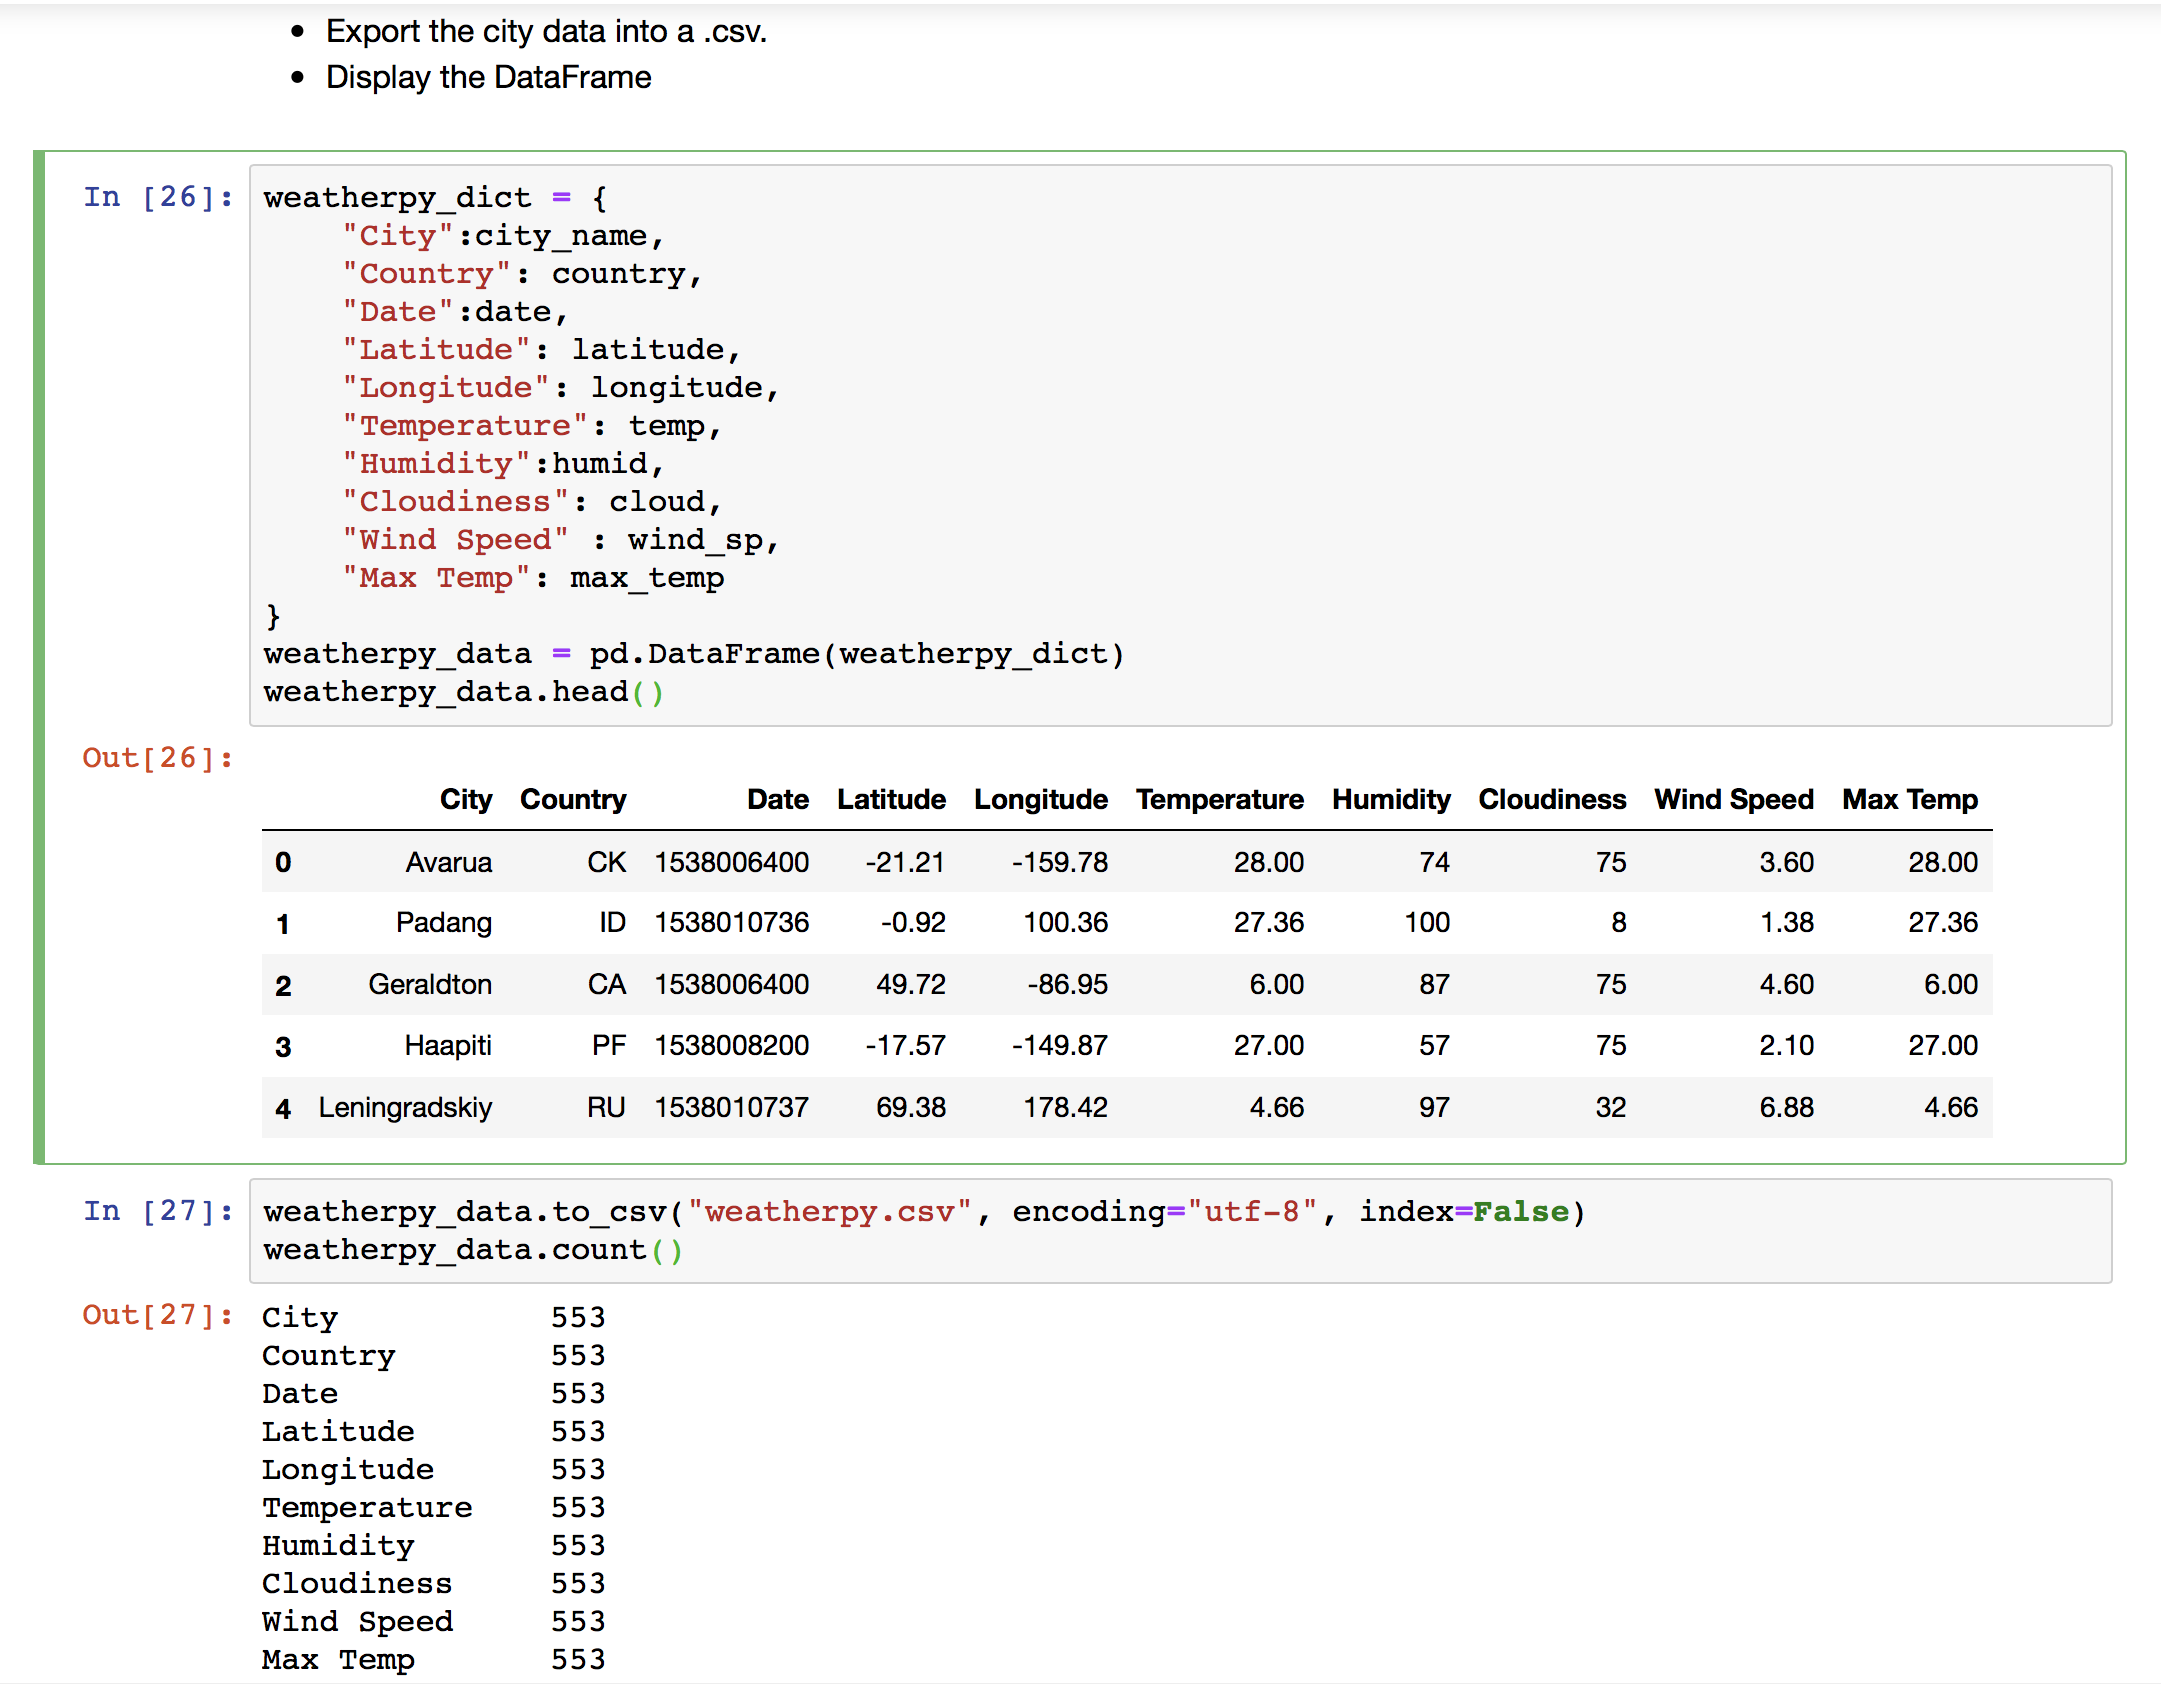 • Export the city data into a .csv.
• Display the DataFrame
In [26]: weatherpy_dict = {
    "City":city_name,
    "Country": country,
    "Date":date,
    "Latitude": latitude,
    "Longitude": longitude,
    "Temperature": temp,
    "Humidity":humid,
    "Cloudiness": cloud,
    "Wind Speed" : wind_sp,
    "Max Temp": max_temp
}
weatherpy_data = pd.DataFrame(weatherpy_dict)
weatherpy_data.head()
Out[26]:
City Country Date Latitude Longitude Temperature Humidity Cloudiness Wind Speed Max Temp
0 Avarua CK 1538006400 -21.21 -159.78 28.00 74 75 3.60 28.00
1 Padang ID 1538010736 -0.92 100.36 27.36 100 8 1.38 27.36
2 Geraldton CA 1538006400 49.72 -86.95 6.00 87 75 4.60 6.00
3 Haapiti PF 1538008200 -17.57 -149.87 27.00 57 75 2.10 27.00
4 Leningradskiy RU 1538010737 69.38 178.42 4.66 97 32 6.88 4.66
In [27]: weatherpy_data.to_csv("weatherpy.csv", encoding="utf-8", index=False)
weatherpy_data.count()
Out[27]: City 553
Country 553
Date 553
Latitude 553
Longitude 553
Temperature 553
Humidity 553
Cloudiness 553
Wind Speed 553
Max Temp 553